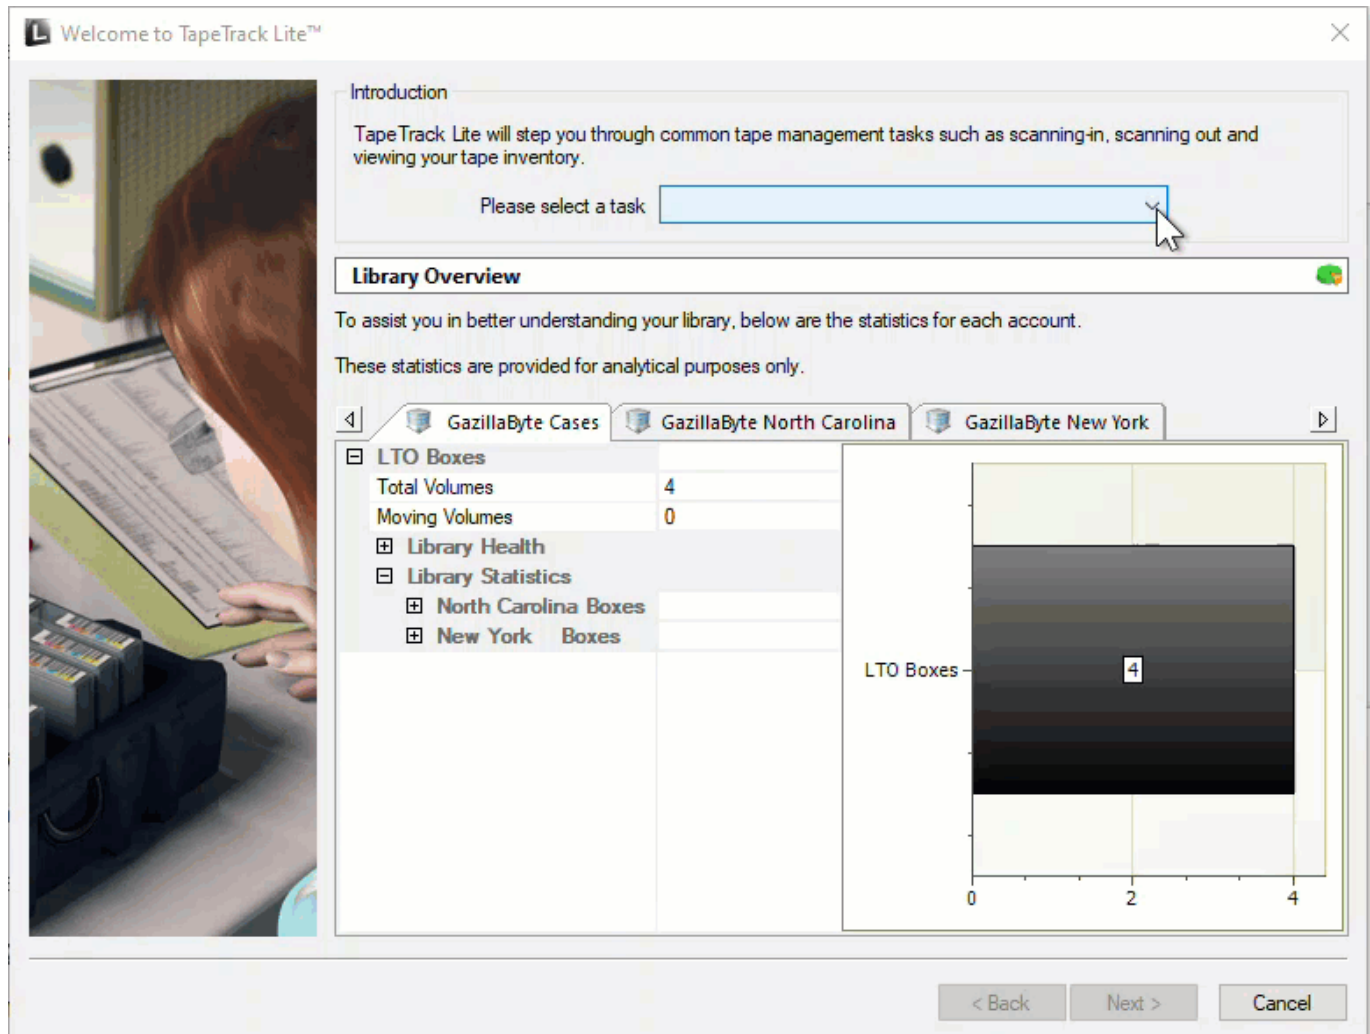 Welcome to TapeTrack Lite™
Introduction
TapeTrack Lite will step you through common tape management tasks such as scanning-in, scanning out and
viewing your tape inventory.
Please select a task
Library Overview
To assist you in better understanding your library, below are the statistics for each account.
These statistics are provided for analytical purposes only.
GazillaByte Cases GazillaByte North Carolina GazillaByte New York
LTO Boxes
Total Volumes 4
Moving Volumes 0
Library Health
Library Statistics
North Carolina Boxes
New York Boxes
LTO Boxes 4
0 2 4
< Back Next > Cancel